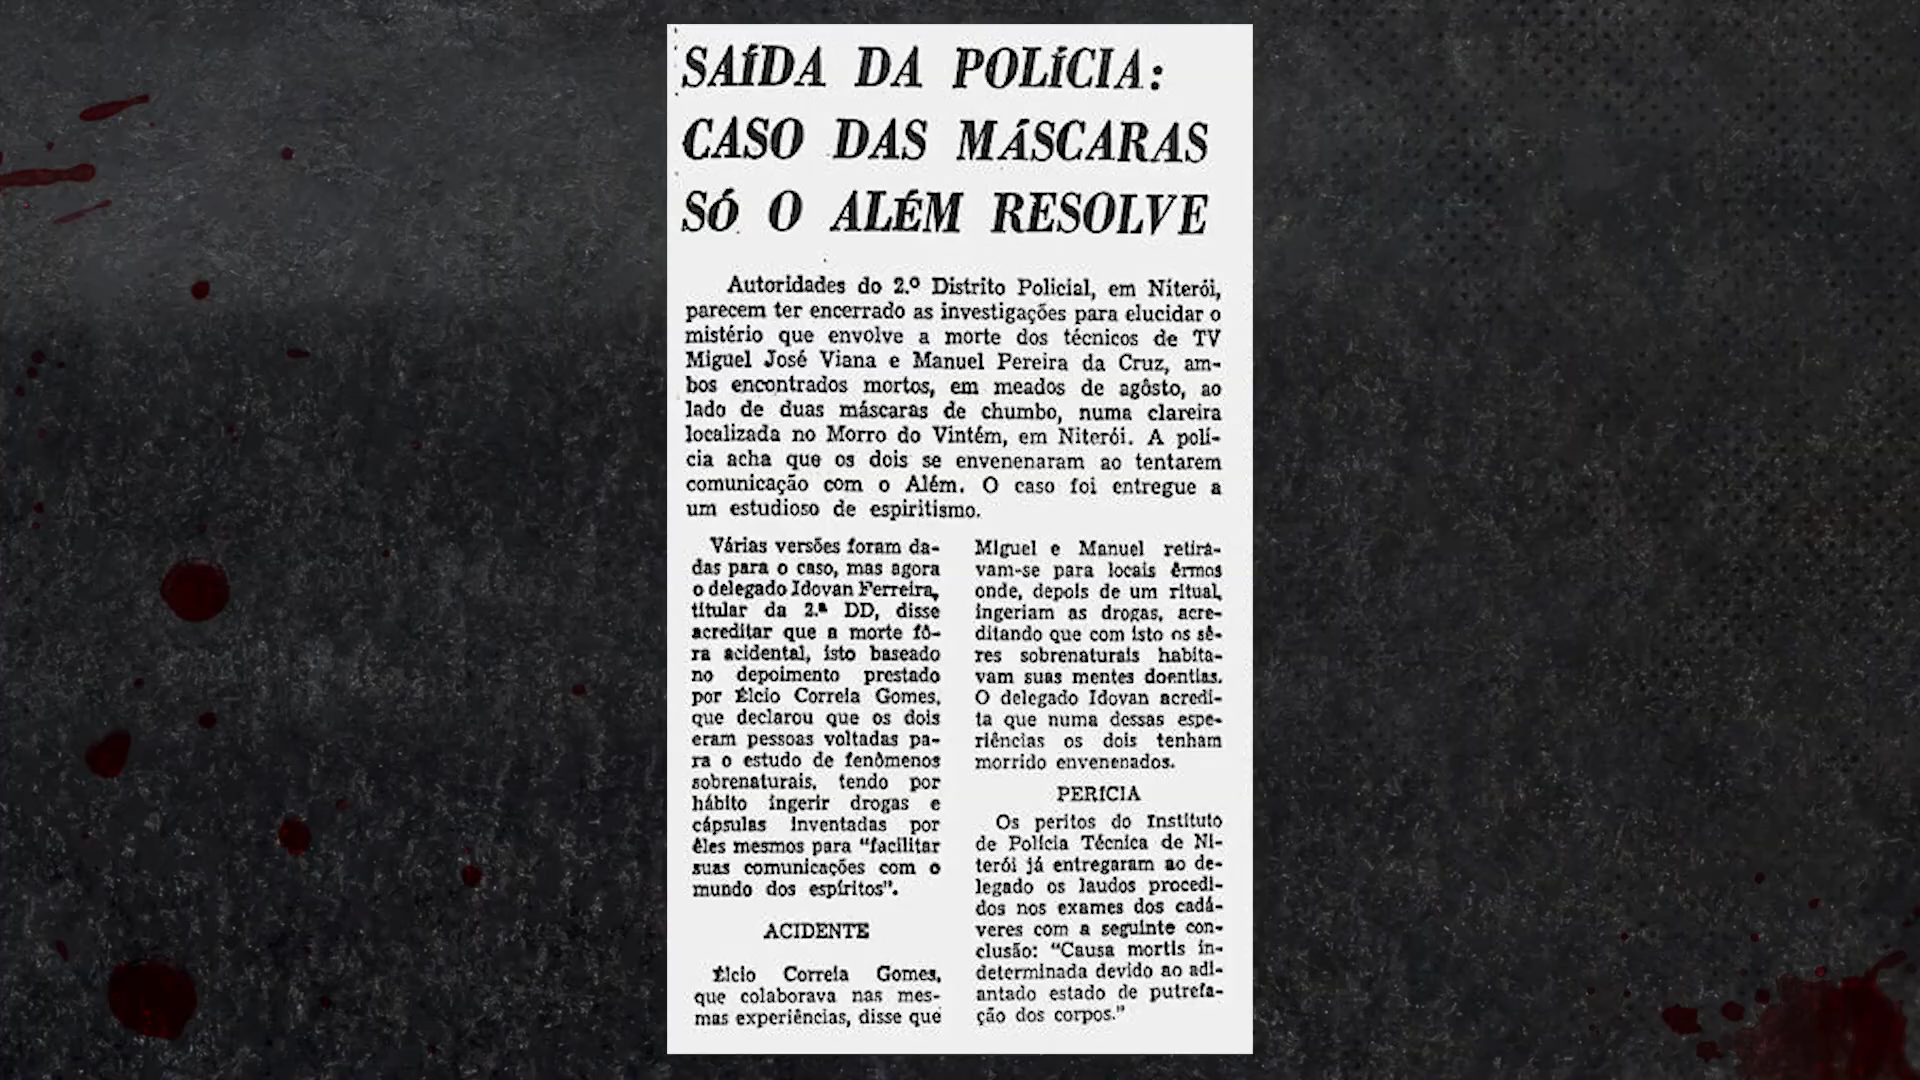 SAÍDA DA POLÍCIA:
CASO DAS MÁSCARAS
SÓ O ALÉM RESOLVE
Autoridades do 2.º Distrito Policial, em Niterói,
parecem ter encerrado as investigações para elucidar o
mistério que envolve a morte dos técnicos de TV
Miguel José Viana e Manuel Pereira da Cruz, am-
bos encontrados mortos, em meados de agôsto, ao
lado de duas máscaras de chumbo, numa clareira
localizada no Morro do Vintém, em Niterói. A polí-
cia acha que os dois se envenenaram ao tentarem
comunicação com o Além. O caso foi entregue a
um estudioso de espiritismo.
Várias versões foram da-
das para o caso, mas agora
o delegado Idovan Ferreira,
titular da 2.ª DD, disse
acreditar que a morte fô-
ra acidental, isto baseado
no depoimento prestado
por Élcio Correia Gomes,
que declarou que os dois
eram pessoas voltadas pa-
ra o estudo de fenômenos
sobrenaturais, tendo por
hábito ingerir drogas e
cápsulas inventadas por
êles mesmos para "facilitar
suas comunicações com o
mundo dos espíritos".
ACIDENTE
Élcio Correia Gomes,
que colaborava nas mes-
mas experiências, disse que
Miguel e Manuel retira-
vam-se para locais êrmos
onde, depois de um ritual,
ingeriam as drogas, acre-
ditando que com isto os sê-
res sobrenaturais habita-
vam suas mentes doentias.
O delegado Idovan acredi-
ta que numa dessas expe-
riências os dois tenham
morrido envenenados.
PERICIA
Os peritos do Instituto
de Polícia Técnica de Ni-
terói já entregaram ao de-
legado os laudos procedi-
dos nos exames dos cadá-
veres com a seguinte con-
clusão: "Causa mortis in-
determinada devido ao adi-
antado estado de putrefa-
ção dos corpos."